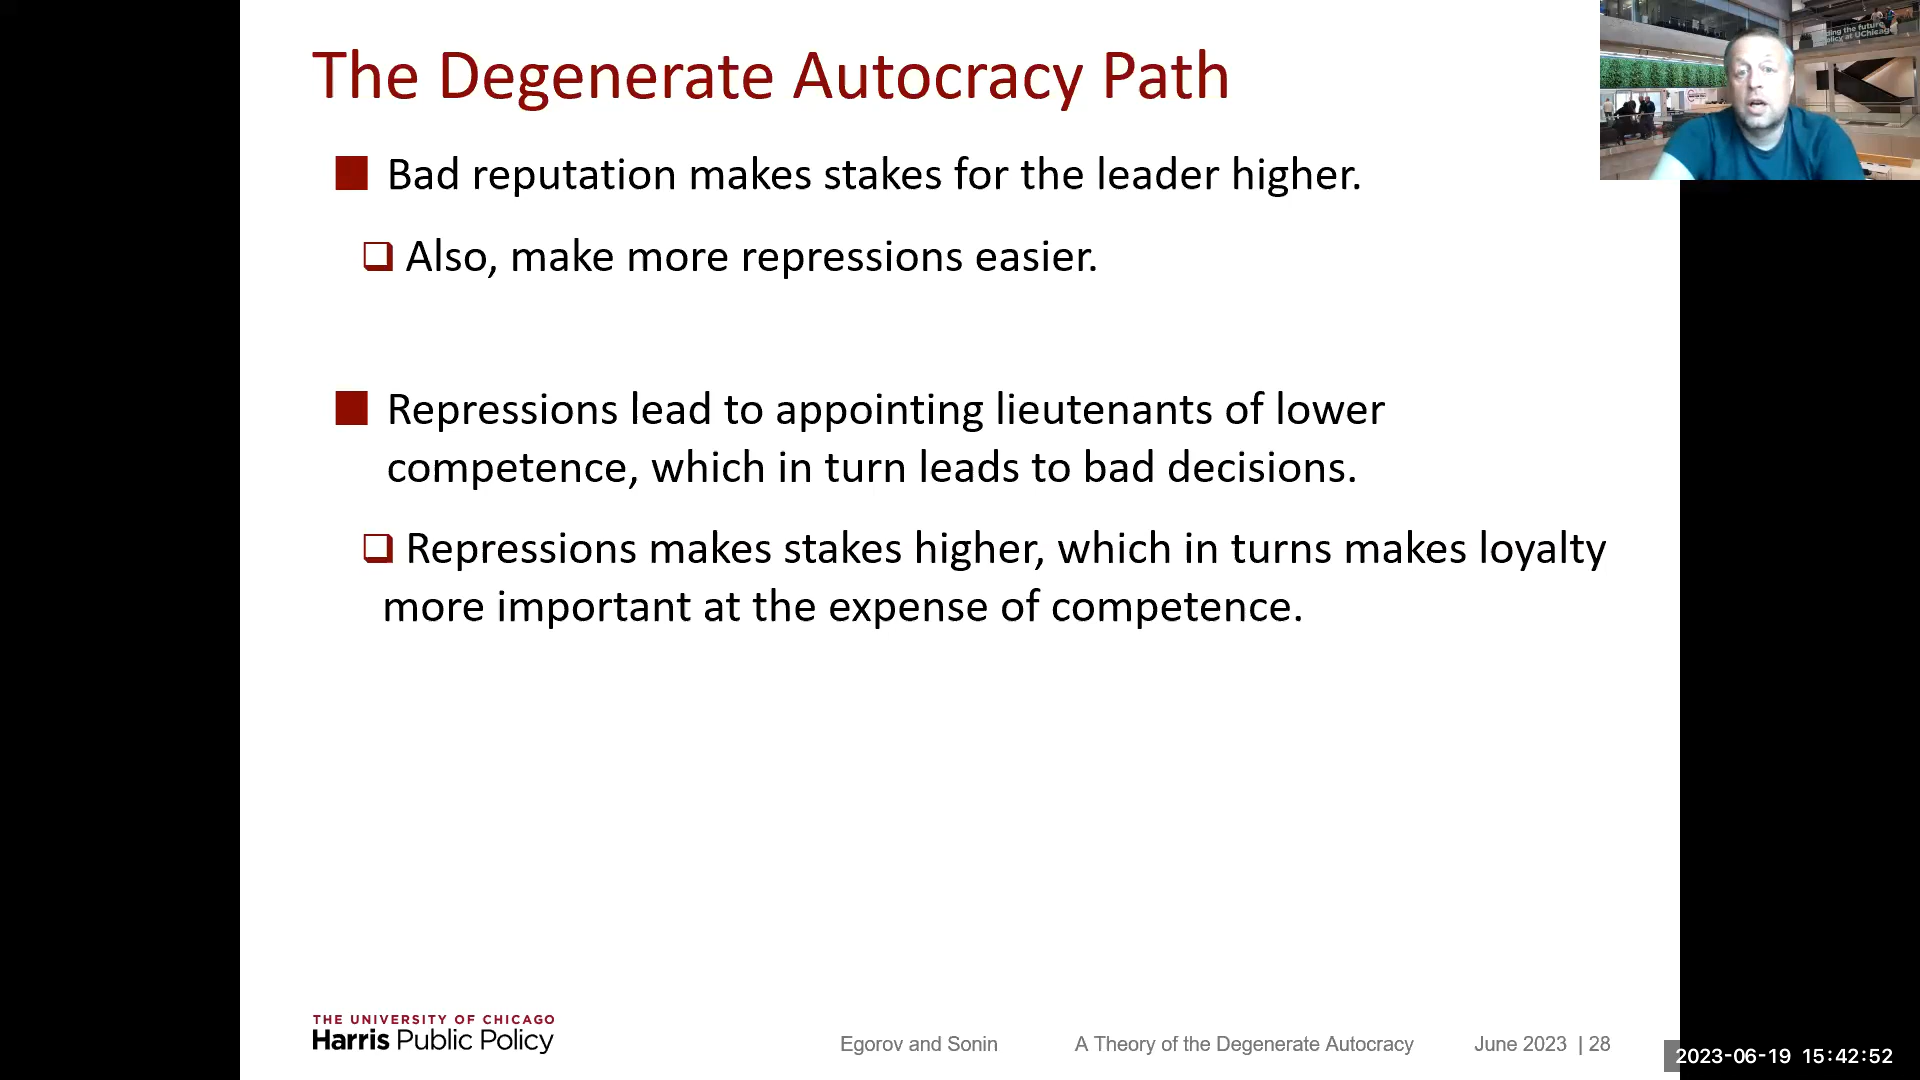 The Degenerate Autocracy Path
Bad reputation makes stakes for the leader higher.
Also, make more repressions easier.
Repressions lead to appointing lieutenants of lower
competence, which in turn leads to bad decisions.
Repressions makes stakes higher, which in turns makes loyalty
more important at the expense of competence.
THE UNIVERSITY OF CHICAGO
Harris Public Policy
Egorov and Sonin
A Theory of the Degenerate Autocracy
June 2023 | 28
2023-06-19 15:42:52